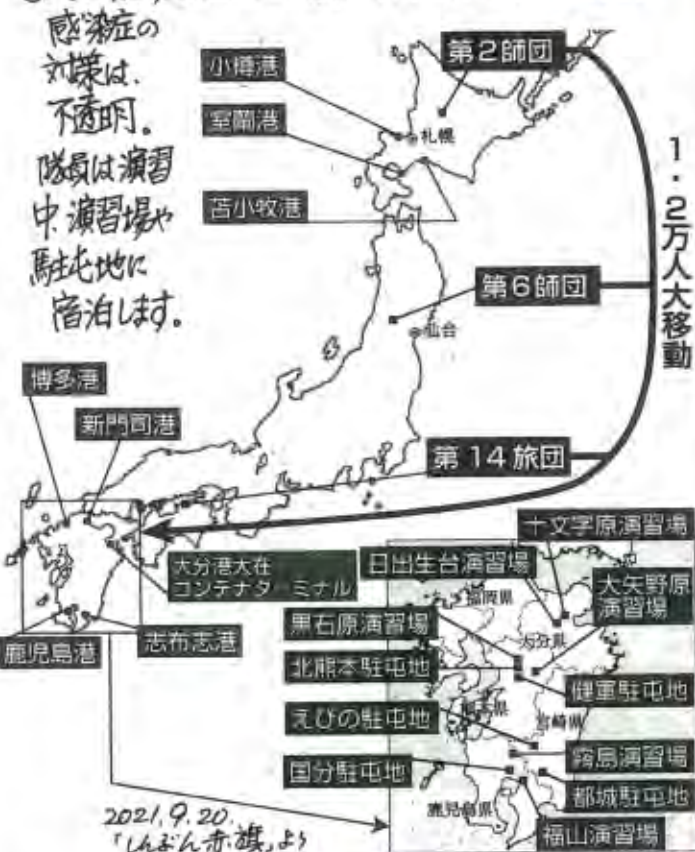 感染症の
対策は、
不透明。
隊員は演習
中、演習場や
駐屯地に
宿泊します。
小樽港
第2師団
室蘭港
札幌
苫小牧港
1・2万人大移動
第6師団
仙台
博多港
新門司港
第14旅団
大分港大在
コンテナターミナル
鹿児島港
志布志港
十文字原演習場
日出生台演習場
大矢野原
演習場
福岡県
大分県
黒石原演習場
北熊本駐屯地
健軍駐屯地
熊本県
えびの駐屯地
宮崎県
霧島演習場
国分駐屯地
都城駐屯地
鹿児島県
福山演習場
2021.9.20.
「しんぶん赤旗」より